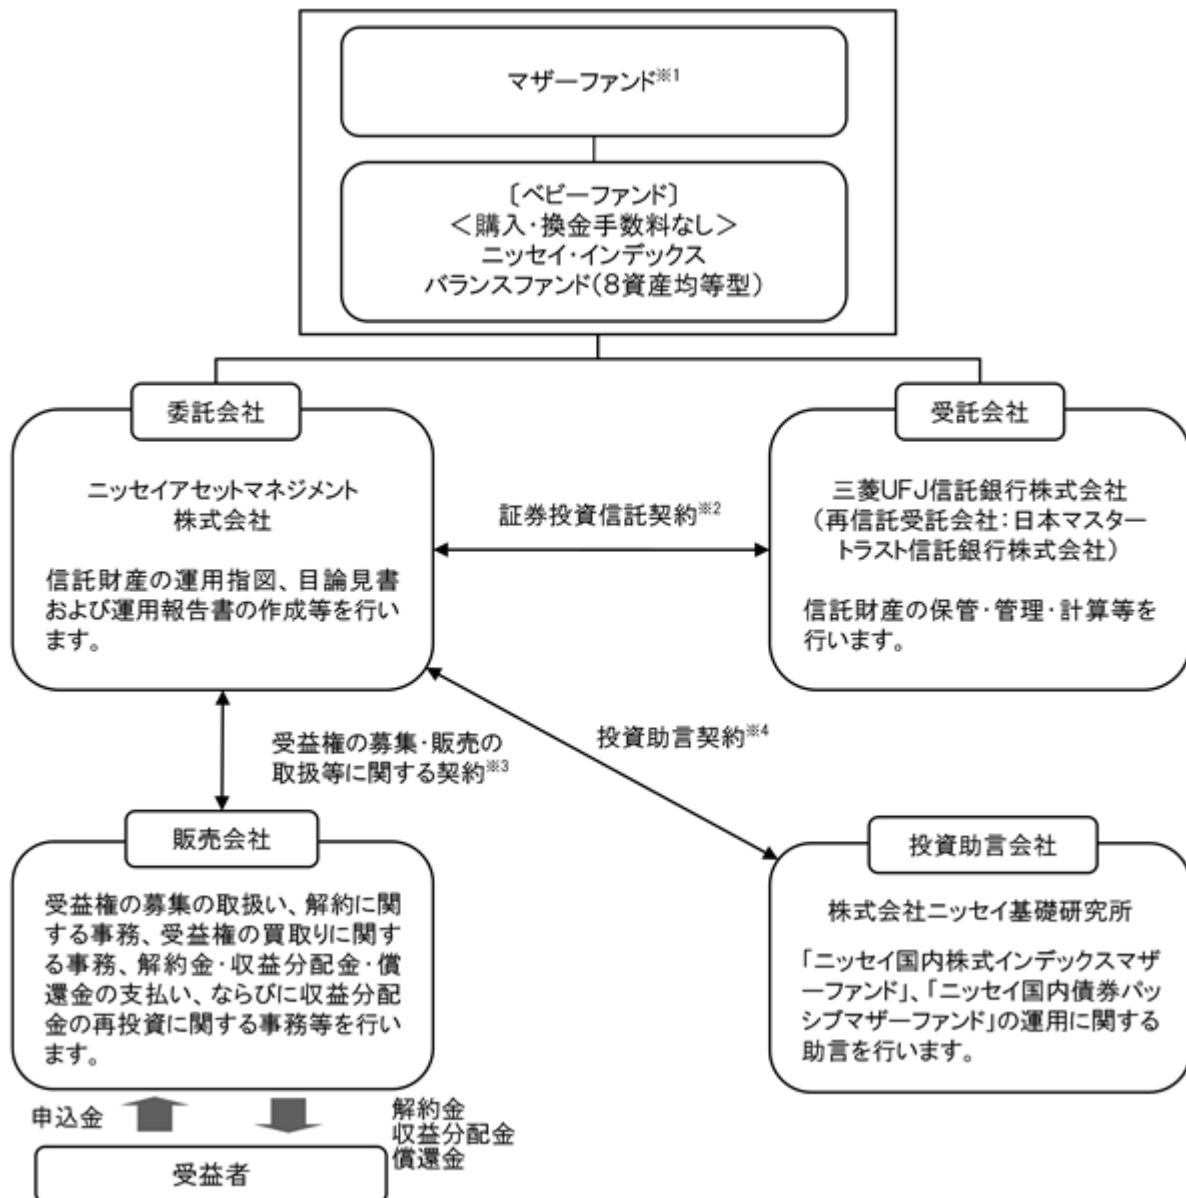 マザーファンド※1
〔ベビーファンド〕
＜購入・換金手数料なし＞
ニッセイ・インデックス
バランスファンド（８資産均等型）
委託会社
ニッセイアセットマネジメント
株式会社
信託財産の運用指図、目論見書
および運用報告書の作成等を行い
ます。
証券投資信託契約※2
受託会社
三菱ＵＦＪ信託銀行株式会社
（再信託受託会社：日本マスター
トラスト信託銀行株式会社）
信託財産の保管・管理・計算等を
行います。
受益権の募集・販売の
取扱等に関する契約※3
投資助言契約※4
販売会社
受益権の募集の取扱い、解約に関
する事務、受益権の買取りに関す
る事務、解約金・収益分配金・償
還金の支払い、ならびに収益分配
金の再投資に関する事務等を行い
ます。
投資助言会社
株式会社ニッセイ基礎研究所
「ニッセイ国内株式インデックスマザ
ーファンド」、「ニッセイ国内債券パッ
シブマザーファンド」の運用に関する
助言を行います。
申込金
解約金
収益分配金
償還金
受益者